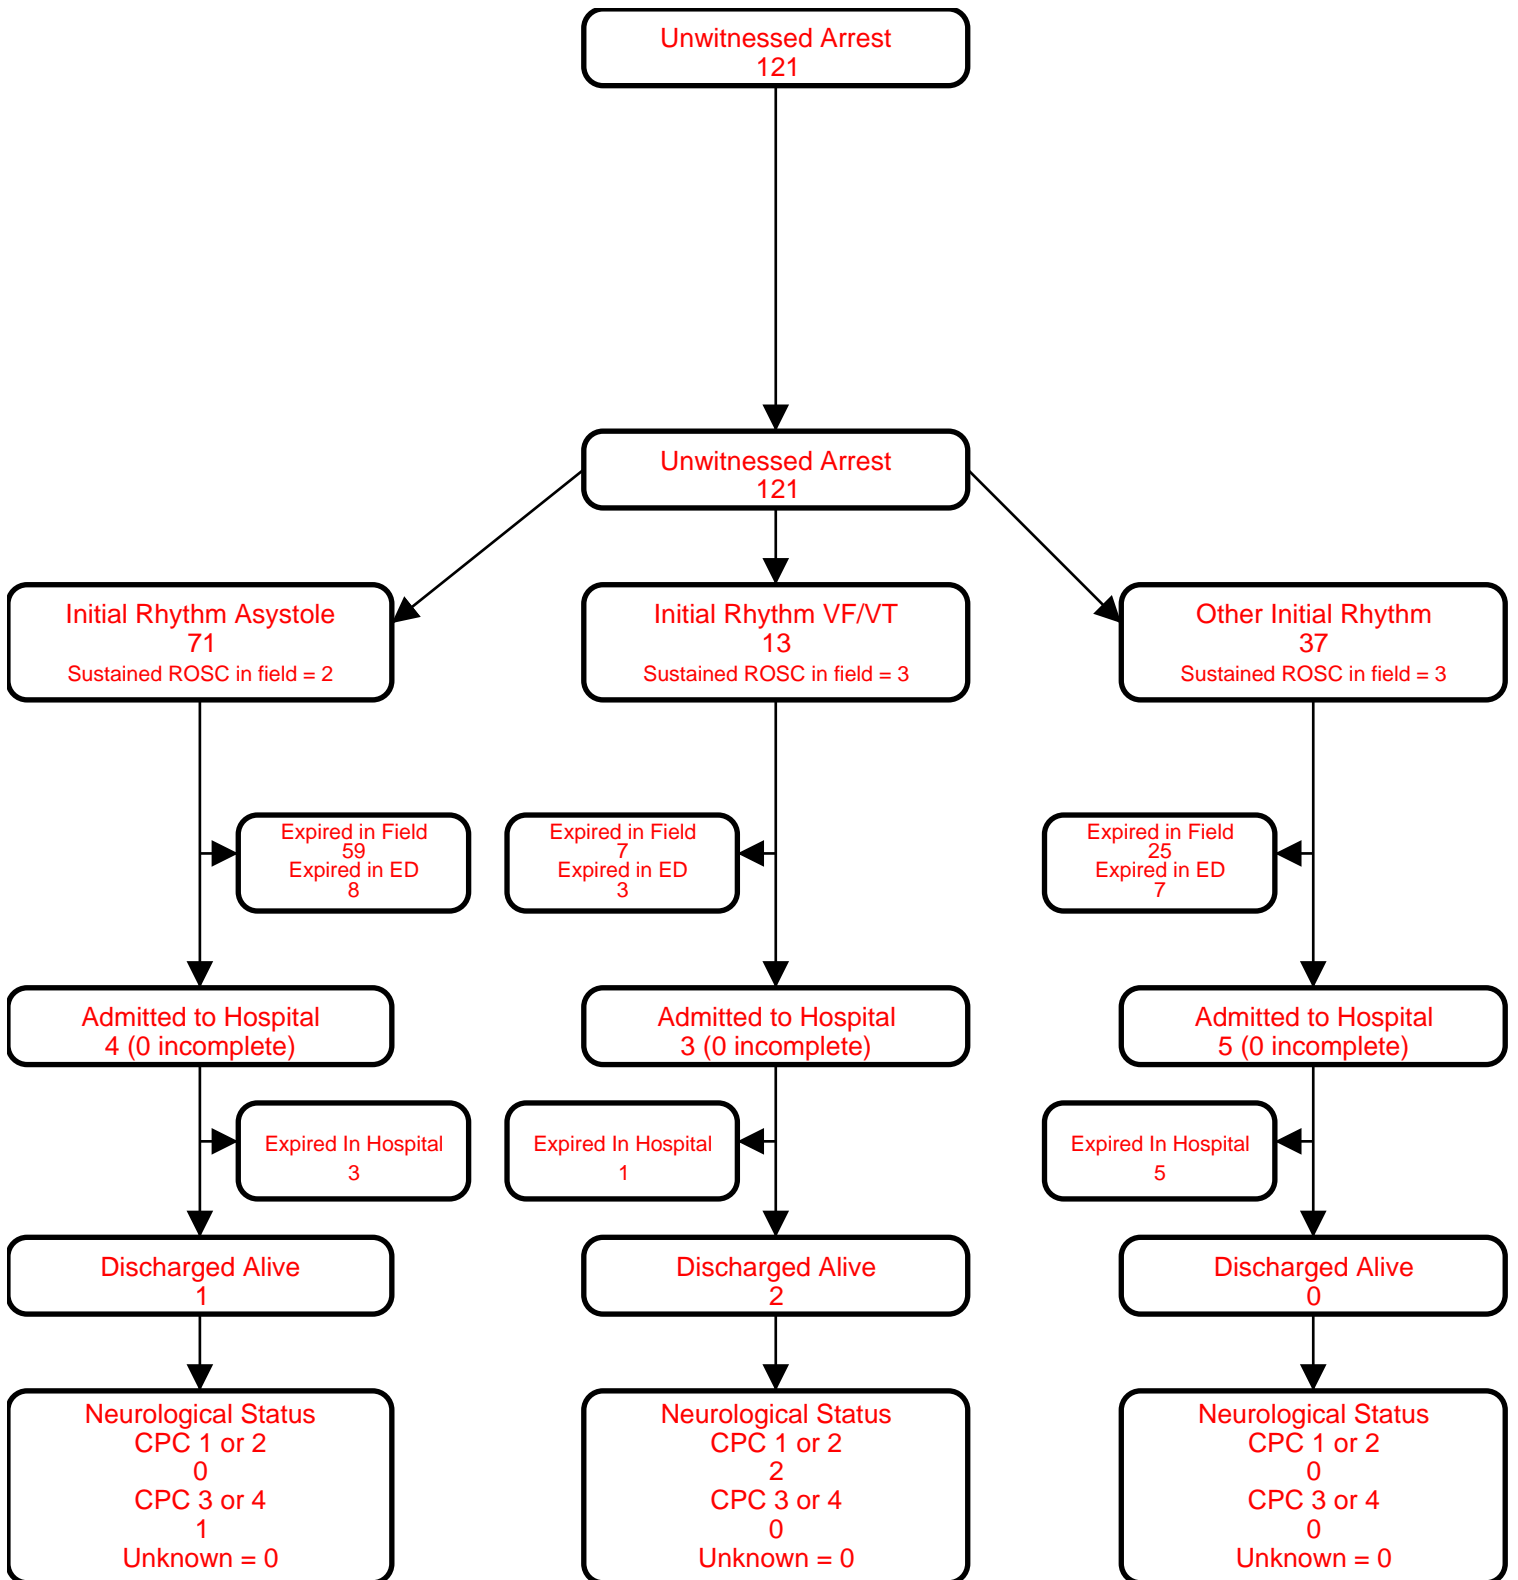 Unwitnessed Arrest
121
Unwitnessed Arrest
121
Initial Rhythm Asystole
71
Sustained ROSC in field = 2
Initial Rhythm VF/VT
13
Sustained ROSC in field = 3
Other Initial Rhythm
37
Sustained ROSC in field = 3
Expired in Field
59
Expired in ED
8
Expired in Field
7
Expired in ED
3
Expired in Field
25
Expired in ED
7
Admitted to Hospital
4 (0 incomplete)
Admitted to Hospital
3 (0 incomplete)
Admitted to Hospital
5 (0 incomplete)
Expired In Hospital
3
Expired In Hospital
1
Expired In Hospital
5
Discharged Alive
1
Discharged Alive
2
Discharged Alive
0
Neurological Status
CPC 1 or 2
0
CPC 3 or 4
1
Unknown = 0
Neurological Status
CPC 1 or 2
2
CPC 3 or 4
0
Unknown = 0
Neurological Status
CPC 1 or 2
0
CPC 3 or 4
0
Unknown = 0